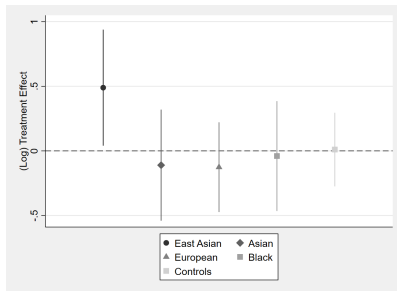 (Log) Treatment Effect
1
.5
0
-.5
East Asian
Asian
European
Black
Controls